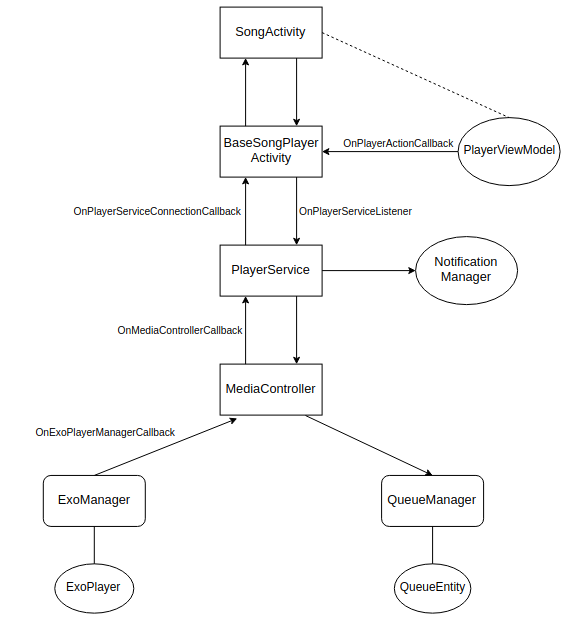 SongActivity
BaseSongPlayer
Activity
OnPlayerActionCallback
PlayerViewModel
OnPlayerServiceConnectionCallback
OnPlayerServiceListener
PlayerService
Notification
Manager
OnMediaControllerCallback
MediaController
OnExoPlayerManagerCallback
ExoManager
QueueManager
ExoPlayer
QueueEntity